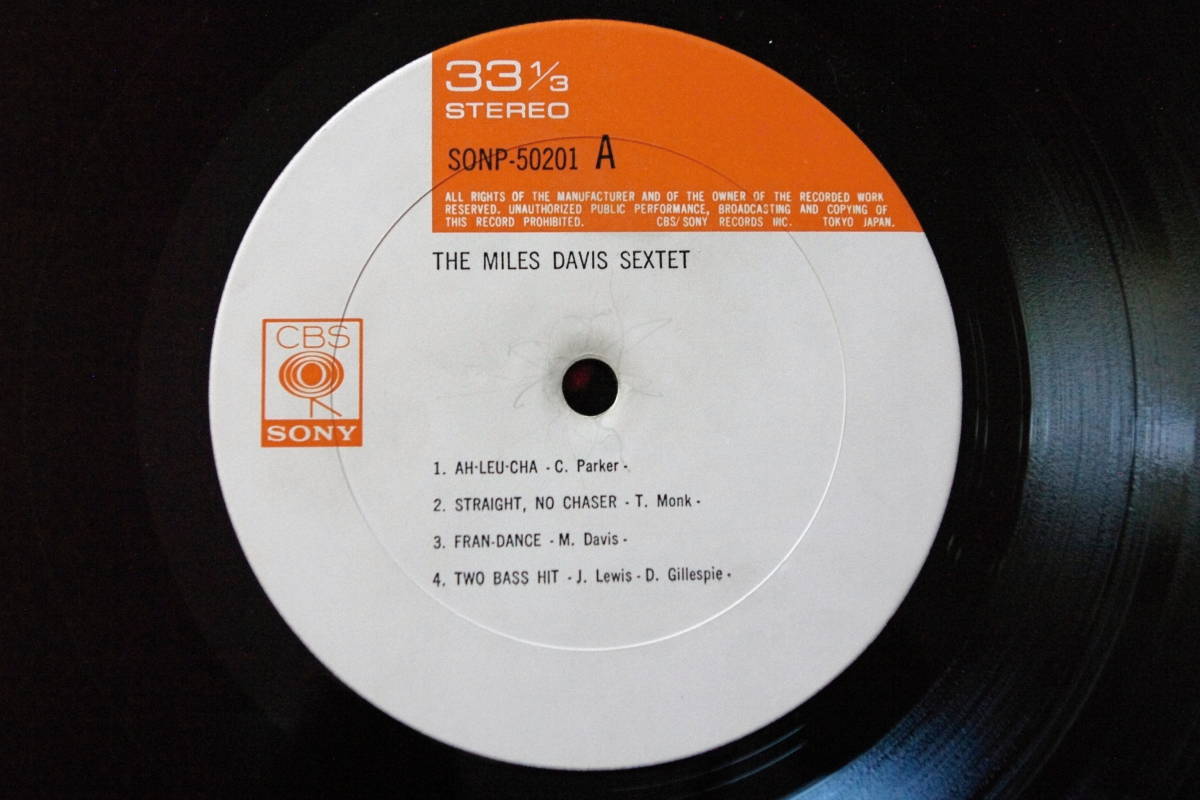 33 1/3
STEREO
SONP-50201 A
ALL RIGHTS OF THE MANUFACTURER AND OF THE OWNER OF THE RECORDED WORK
RESERVED. UNAUTHORIZED PUBLIC PERFORMANCE, BROADCASTING AND COPYING OF
THIS RECORD PROHIBITED. CBS/SONY RECORDS INC. TOKYO JAPAN.
THE MILES DAVIS SEXTET
CBS
SONY
1. AH-LEU-CHA - C. Parker -
2. STRAIGHT, NO CHASER - T. Monk -
3. FRAN-DANCE - M. Davis -
4. TWO BASS HIT - J. Lewis - D. Gillespie -